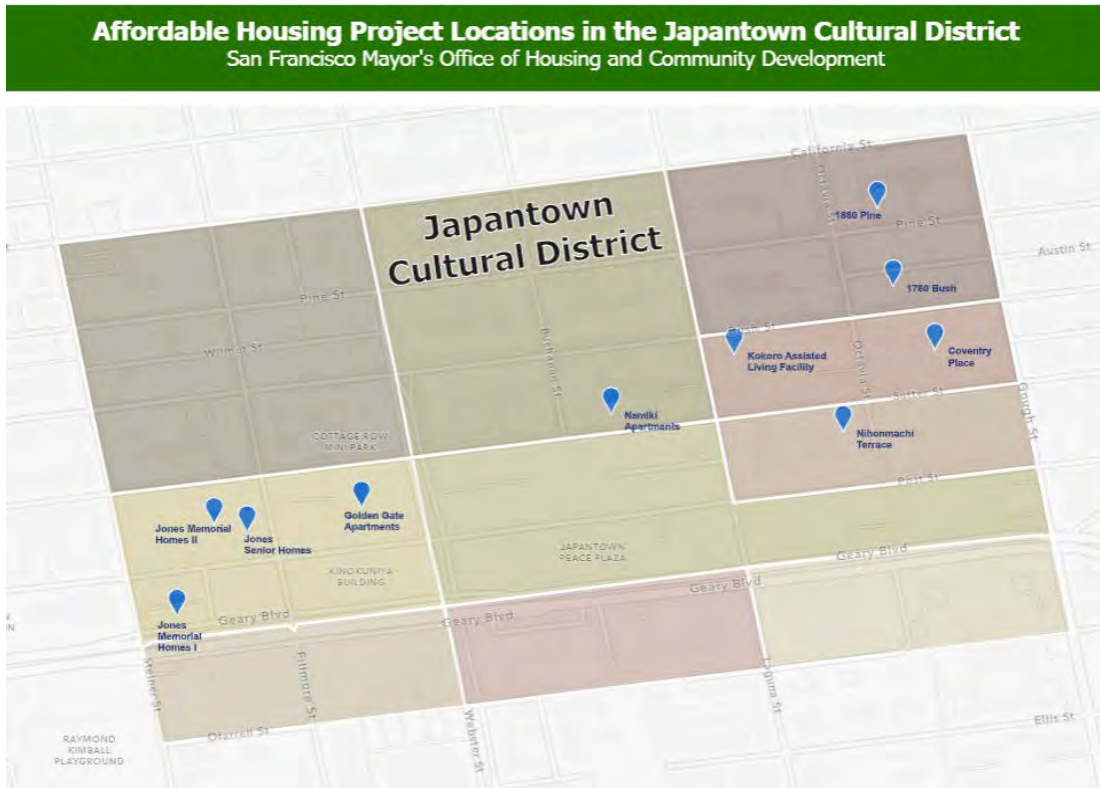 Affordable Housing Project Locations in the Japantown Cultural District
San Francisco Mayor's Office of Housing and Community Development
California St
Japantown
Cultural District
Octavia St
1880 Pine
Pine St
Austin St
1760 Bush
Pine St
Wilmot St
Buchanan St
Bush St
Kokoro Assisted
Living Facility
Octavia St
Coventry
Place
Sutter St
Gough St
Namiki
Apartments
Nihonmachi
Terrace
COTTAGE ROW
MINI PARK
Post St
Jones Memorial
Homes II
Jones
Senior Homes
Golden Gate
Apartments
JAPANTOWN
PEACE PLAZA
Geary Blvd
KINOKUNIYA
BUILDING
Geary Blvd
Geary Blvd
Geary Blvd
Jones
Memorial
Homes I
Steiner St
Fillmore St
Laguna St
Webster St
Ofarrell St
Ellis St
RAYMOND
KIMBALL
PLAYGROUND